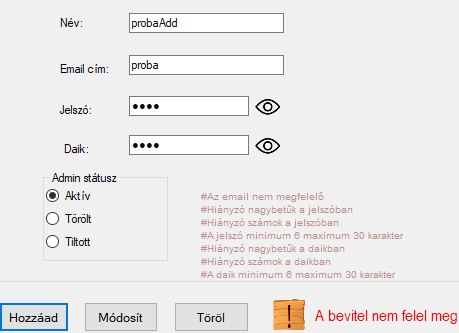 Név: probaAdd
Email cím: proba
Jelszó: ••••
Daik: ••••
Admin státusz
Aktív
Törölt
Tiltott
#Az email nem megfelelő
#Hiányzó nagybetűk a jelszóban
#Hiányzó számok a jelszóban
#A jelszó minimum 6 maximum 30 karakter
#Hiányzó nagybetűk a daikban
#Hiányzó számok a daikban
#A daik minimum 6 maximum 30 karakter
Hozzáad Módosít Töröl ! A bevitel nem felel meg